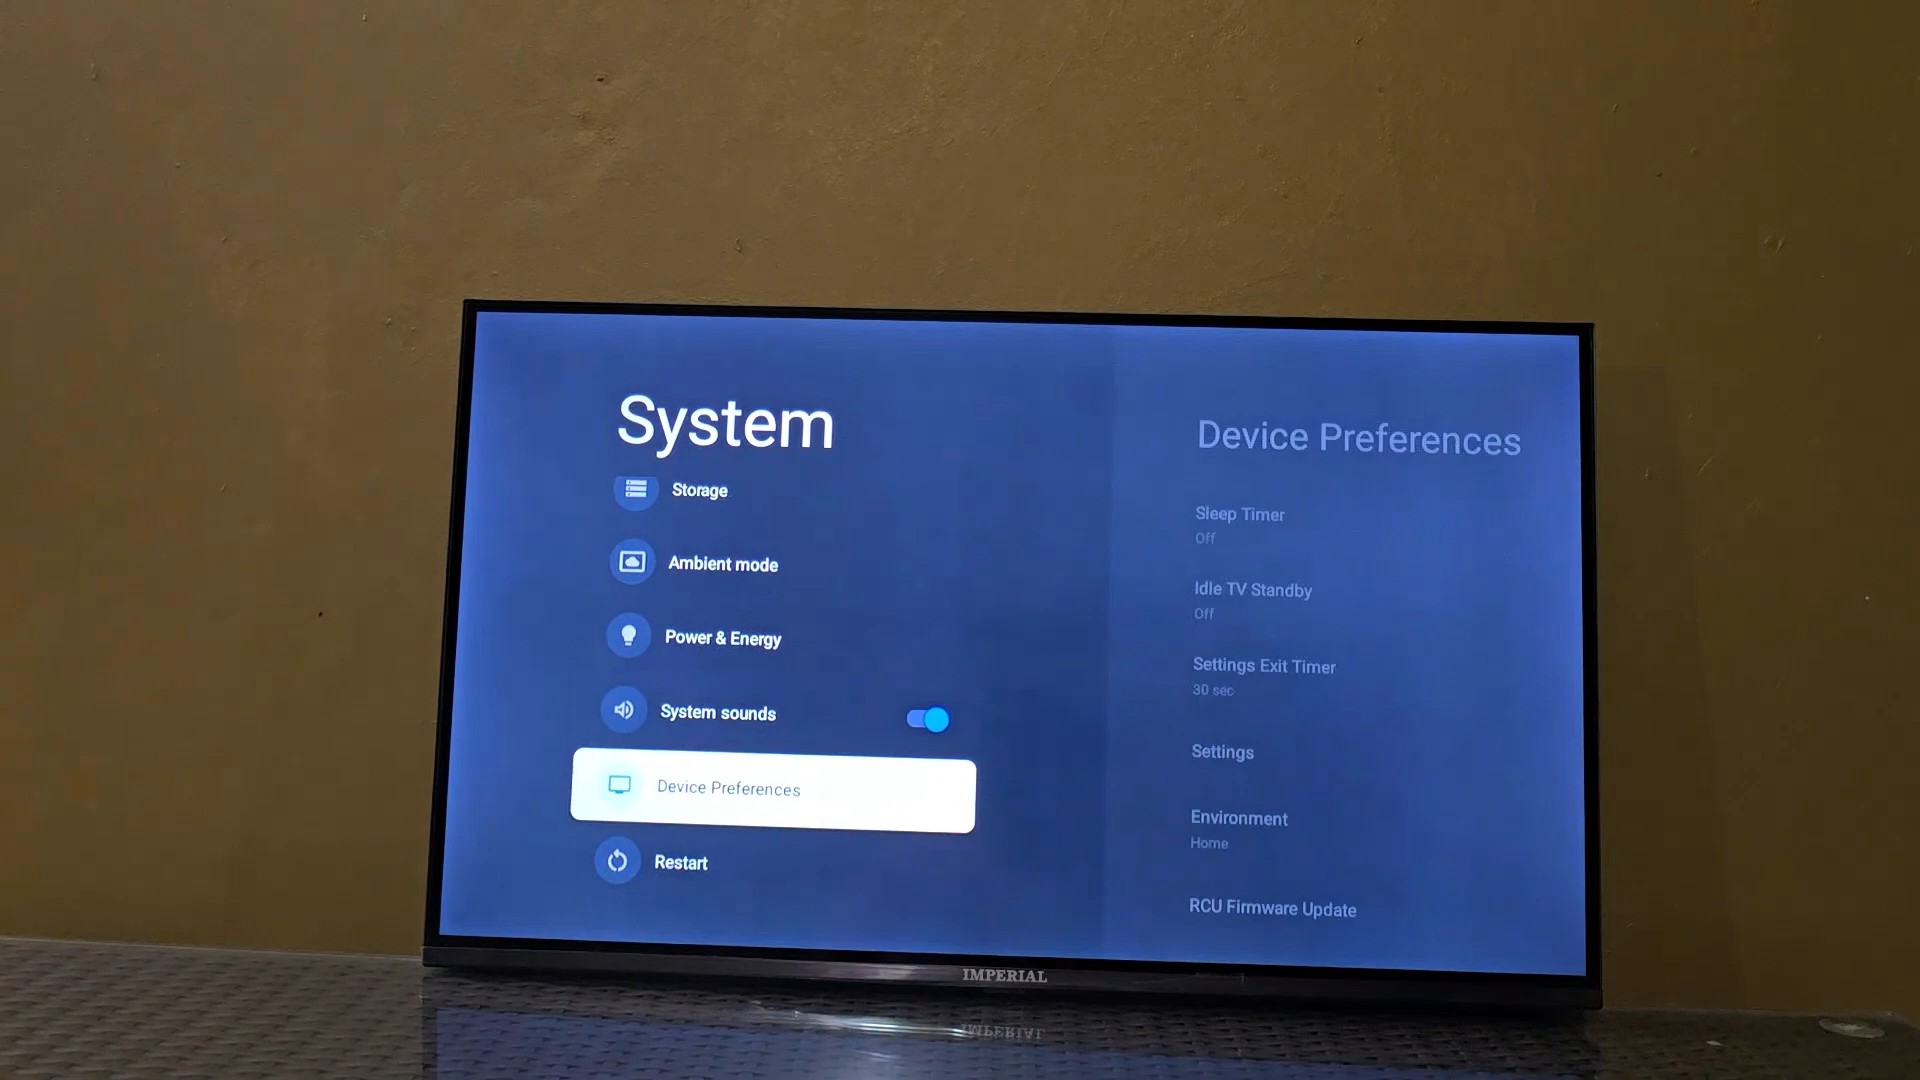 System
Storage
Ambient mode
Power & Energy
System sounds
Device Preferences
Restart
Device Preferences
Sleep Timer
Off
Idle TV Standby
Off
Settings Exit Timer
30 sec
Settings
Environment
Home
RCU Firmware Update
IMPERIAL